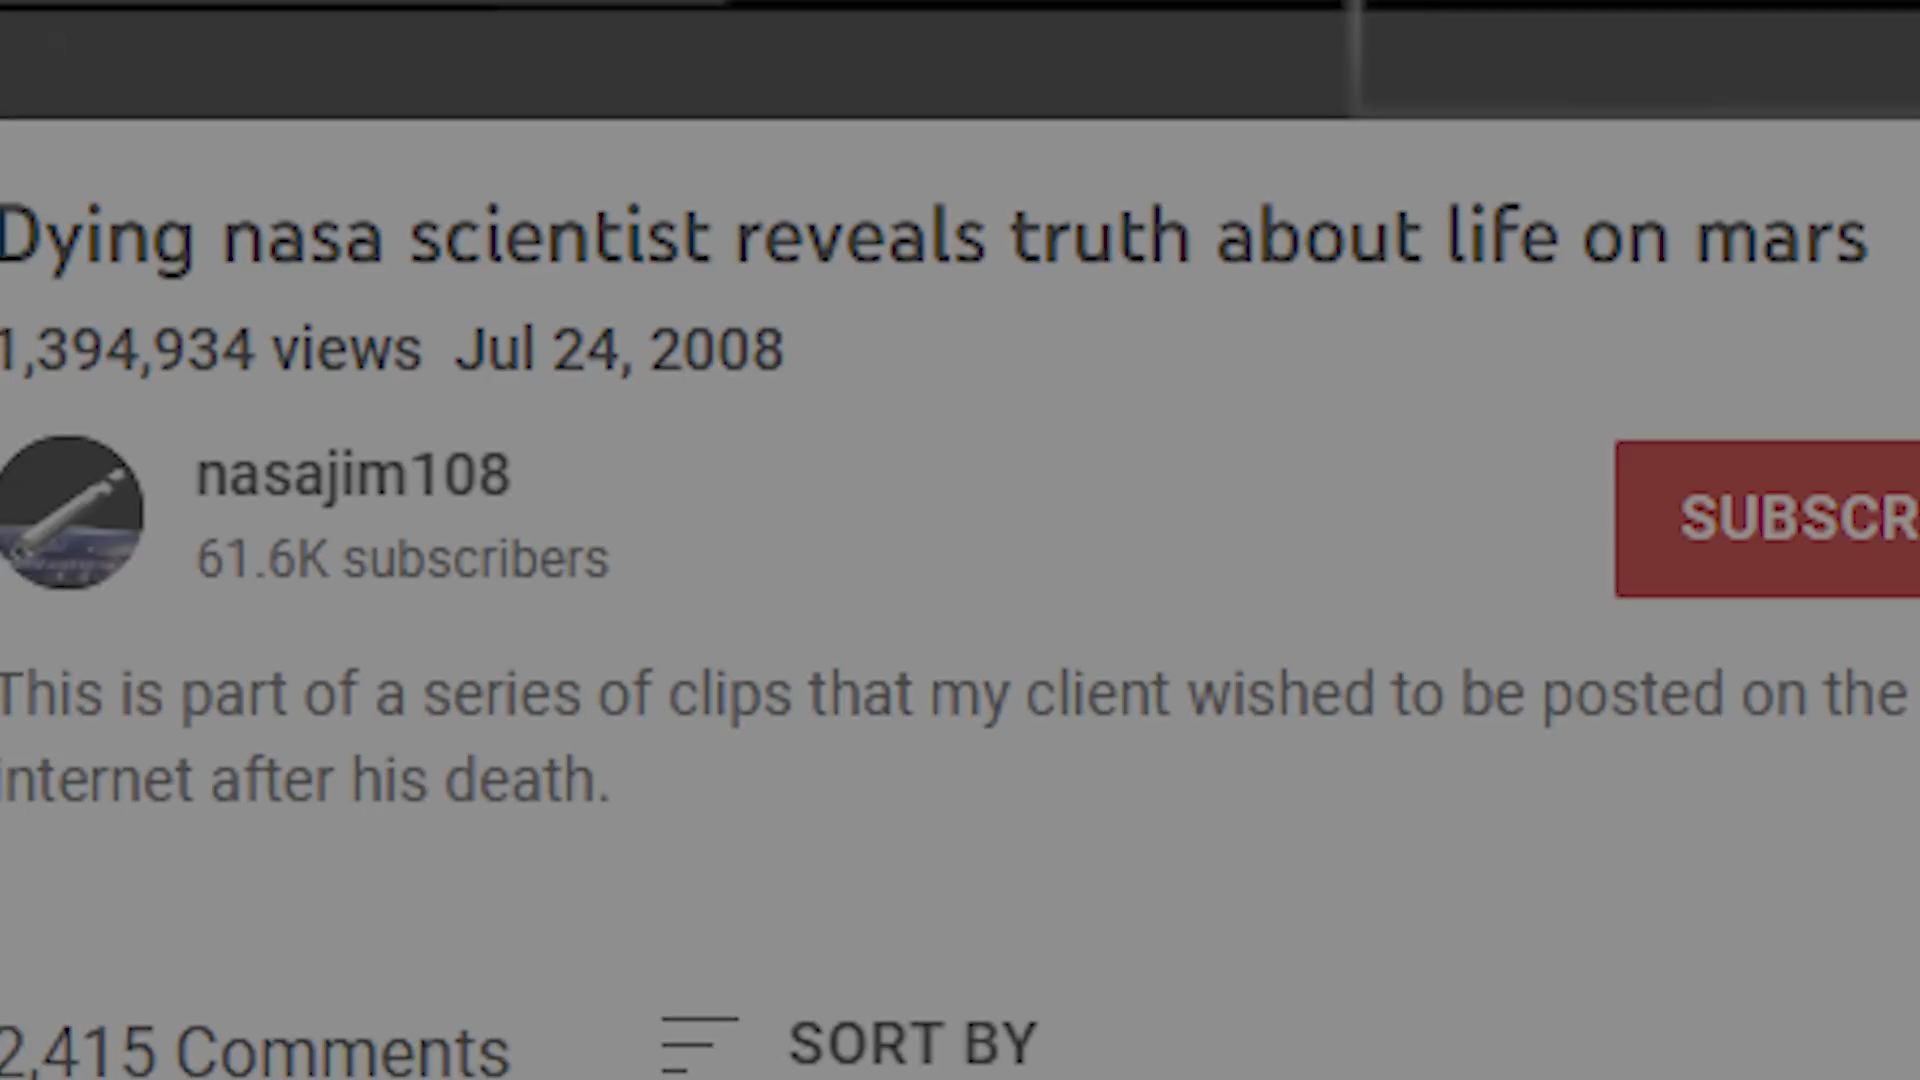 Dying nasa scientist reveals truth about life on mars
1,394,934 views Jul 24, 2008
nasajim108
61.6K subscribers
SUBSCR
This is part of a series of clips that my client wished to be posted on the
internet after his death.
2,415 Comments
SORT BY